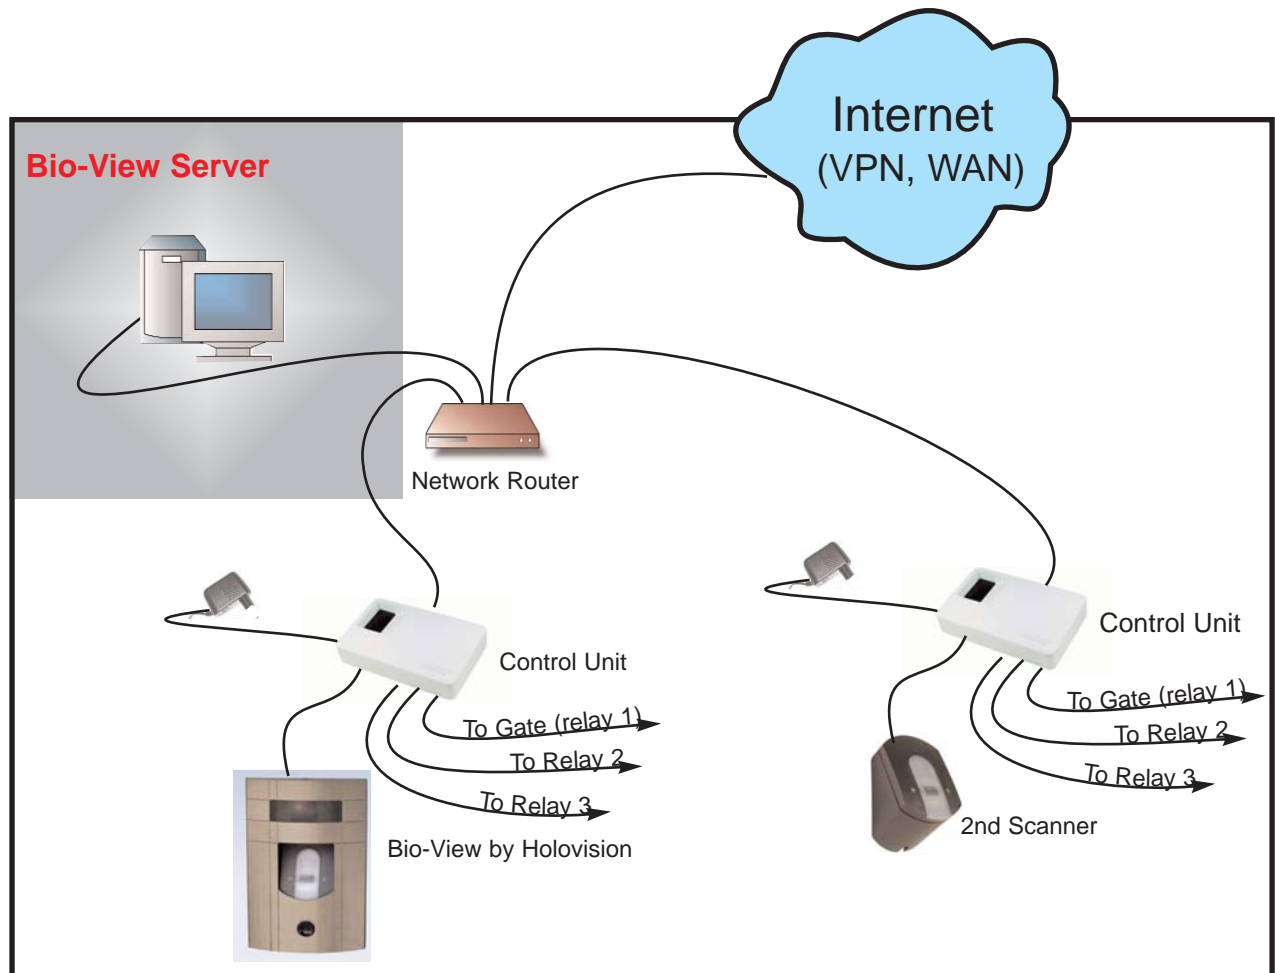 Internet
(VPN, WAN)
Bio-View Server
Network Router
Control Unit
To Gate (relay 1)
To Relay 2
To Relay 3
Bio-View by Holovision
Control Unit
To Gate (relay 1)
To Relay 2
To Relay 3
2nd Scanner